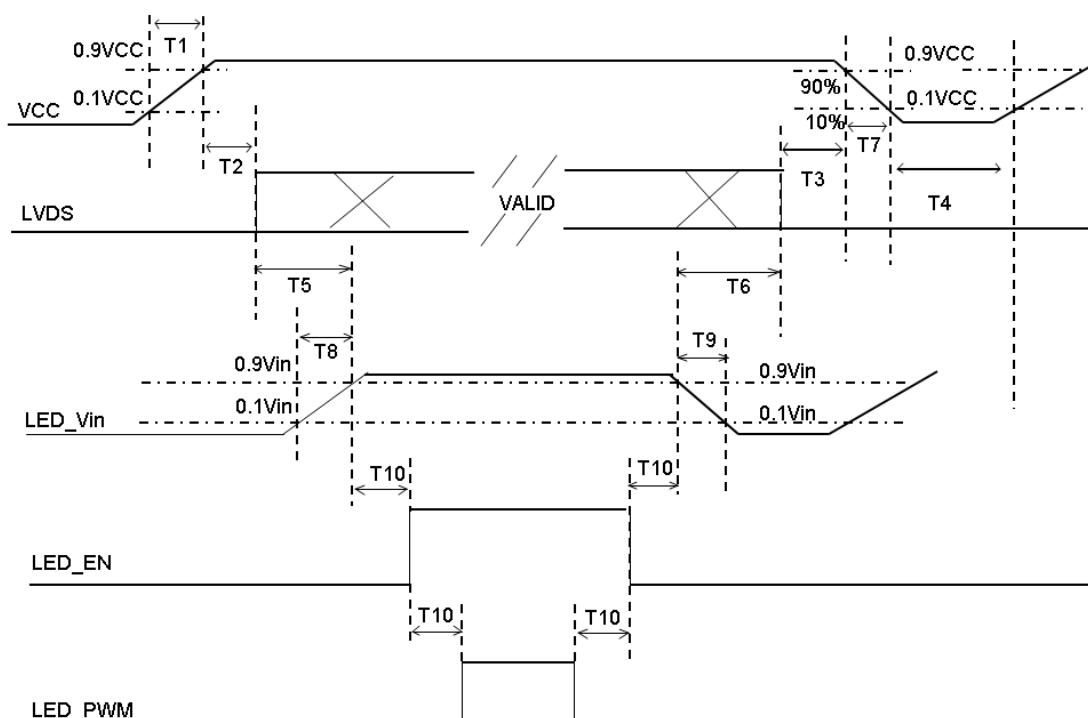 T1
0.9VCC
0.9VCC
90%
0.1VCC
0.1VCC
VCC
10%
T7
T2
T3
VALID
T4
LVDS
T5
T6
T8
T9
0.9Vin
0.9Vin
0.1Vin
0.1Vin
LED_Vin
T10
T10
LED_EN
T10
T10
LED_PWM